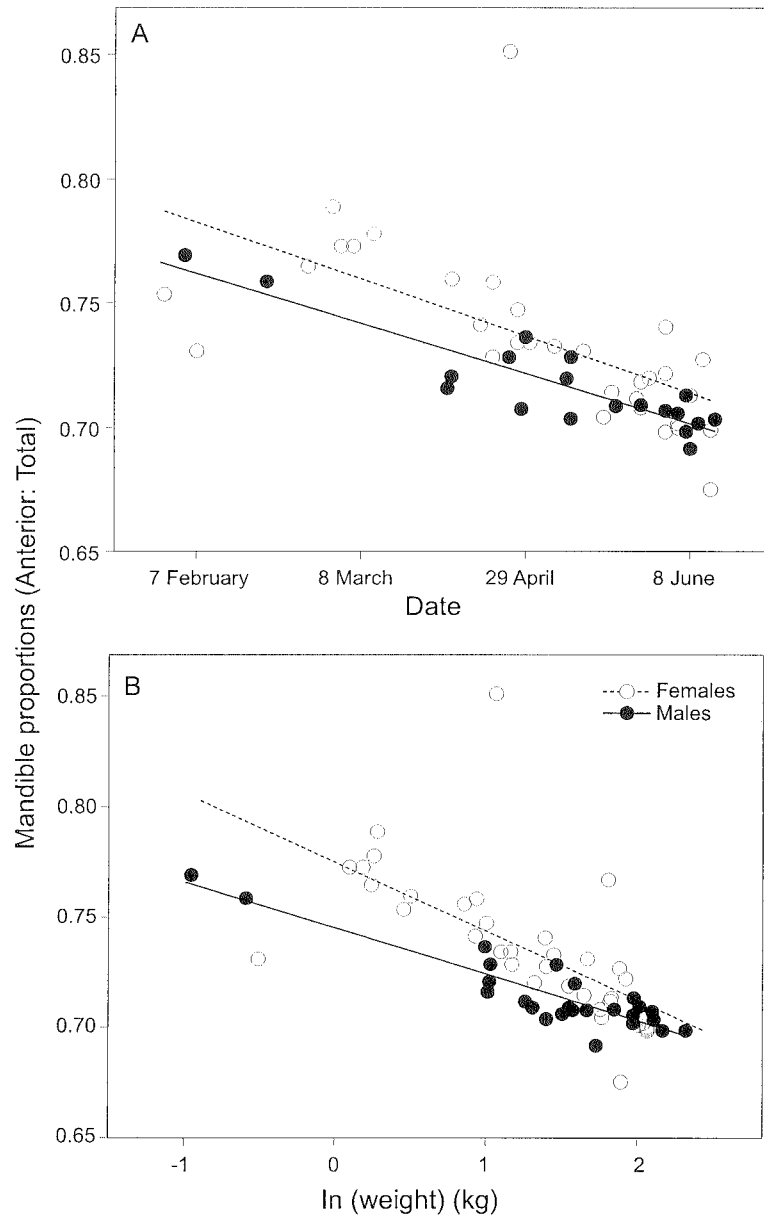 A
0.85
0.80
0.75
0.70
0.65
7 February 8 March 29 April 8 June
Date
Mandible proportions (Anterior: Total)
B
Females
Males
0.85
0.80
0.75
0.70
0.65
-1 0 1 2
ln (weight) (kg)